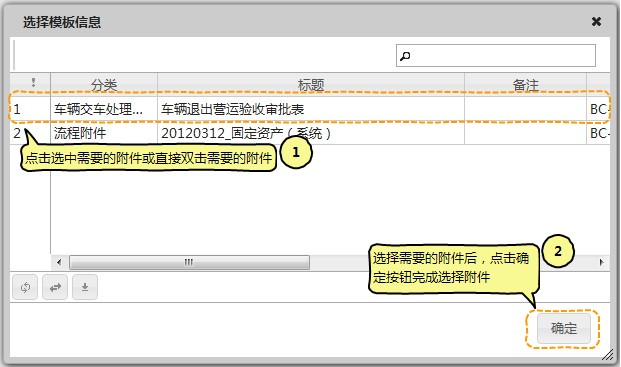 选择模板信息
! 分类 标题 备注
1 车辆交车处理... 车辆退出营运验收审批表 BC-
2 流程附件 20120312_固定资产（系统） BC-
点击选中需要的附件或直接双击需要的附件
1
选择需要的附件后，点击确
定按钮完成选择附件
2
确定